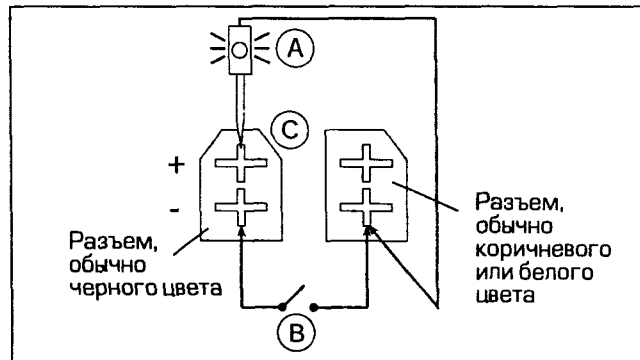 A
C
+
-
Разъем,
обычно
черного цвета
Разъем,
обычно
коричневого
или белого
цвета
B